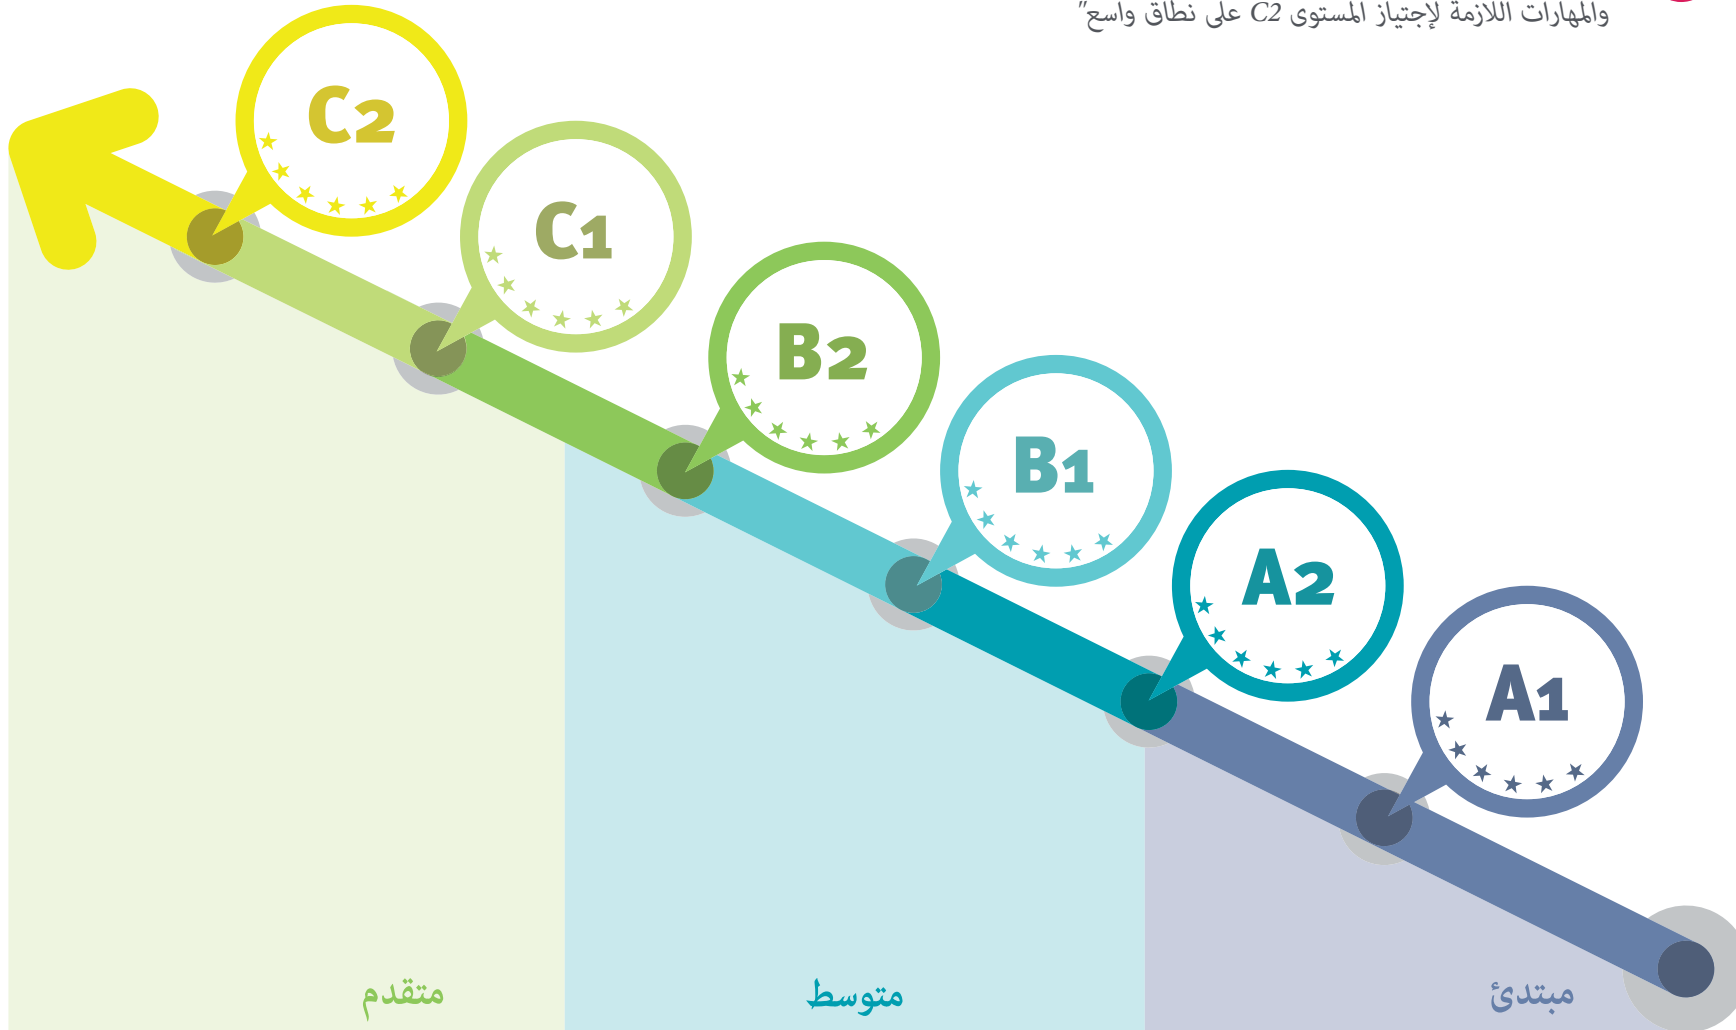 والمهارات اللازمة لإجتياز المستوى C2 على نطاق واسع"
C2
C1
B2
B1
A2
A1
مبتدئ
متوسط
متقدم